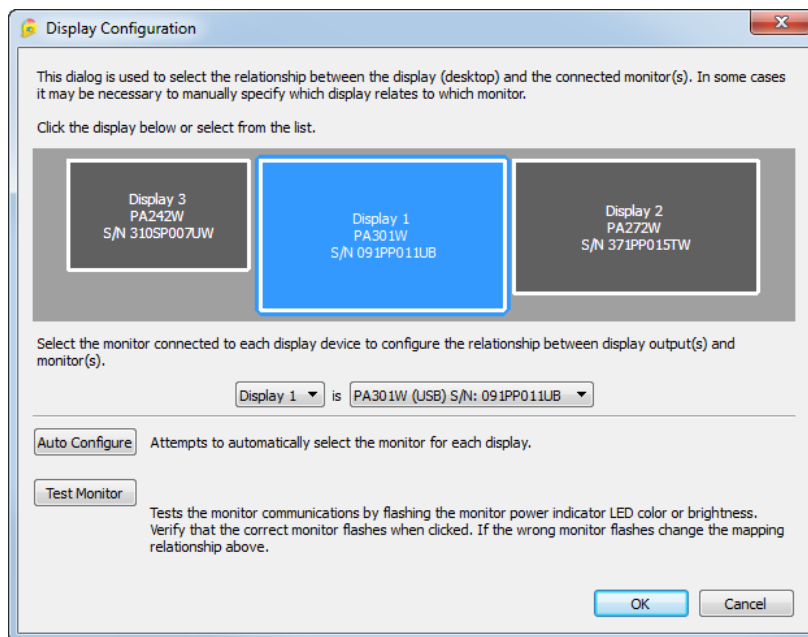 Display Configuration
This dialog is used to select the relationship between the display (desktop) and the connected monitor(s). In some cases
it may be necessary to manually specify which display relates to which monitor.
Click the display below or select from the list.
Display 3
PA242W
S/N 310SP007UW
Display 1
PA301W
S/N 091PP011UB
Display 2
PA272W
S/N 371PP015TW
Select the monitor connected to each display device to configure the relationship between display output(s) and
monitor(s).
Display 1 is PA301W (USB) S/N: 091PP011UB
Auto Configure Attempts to automatically select the monitor for each display.
Test Monitor
Tests the monitor communications by flashing the monitor power indicator LED color or brightness.
Verify that the correct monitor flashes when clicked. If the wrong monitor flashes change the mapping
relationship above.
OK Cancel